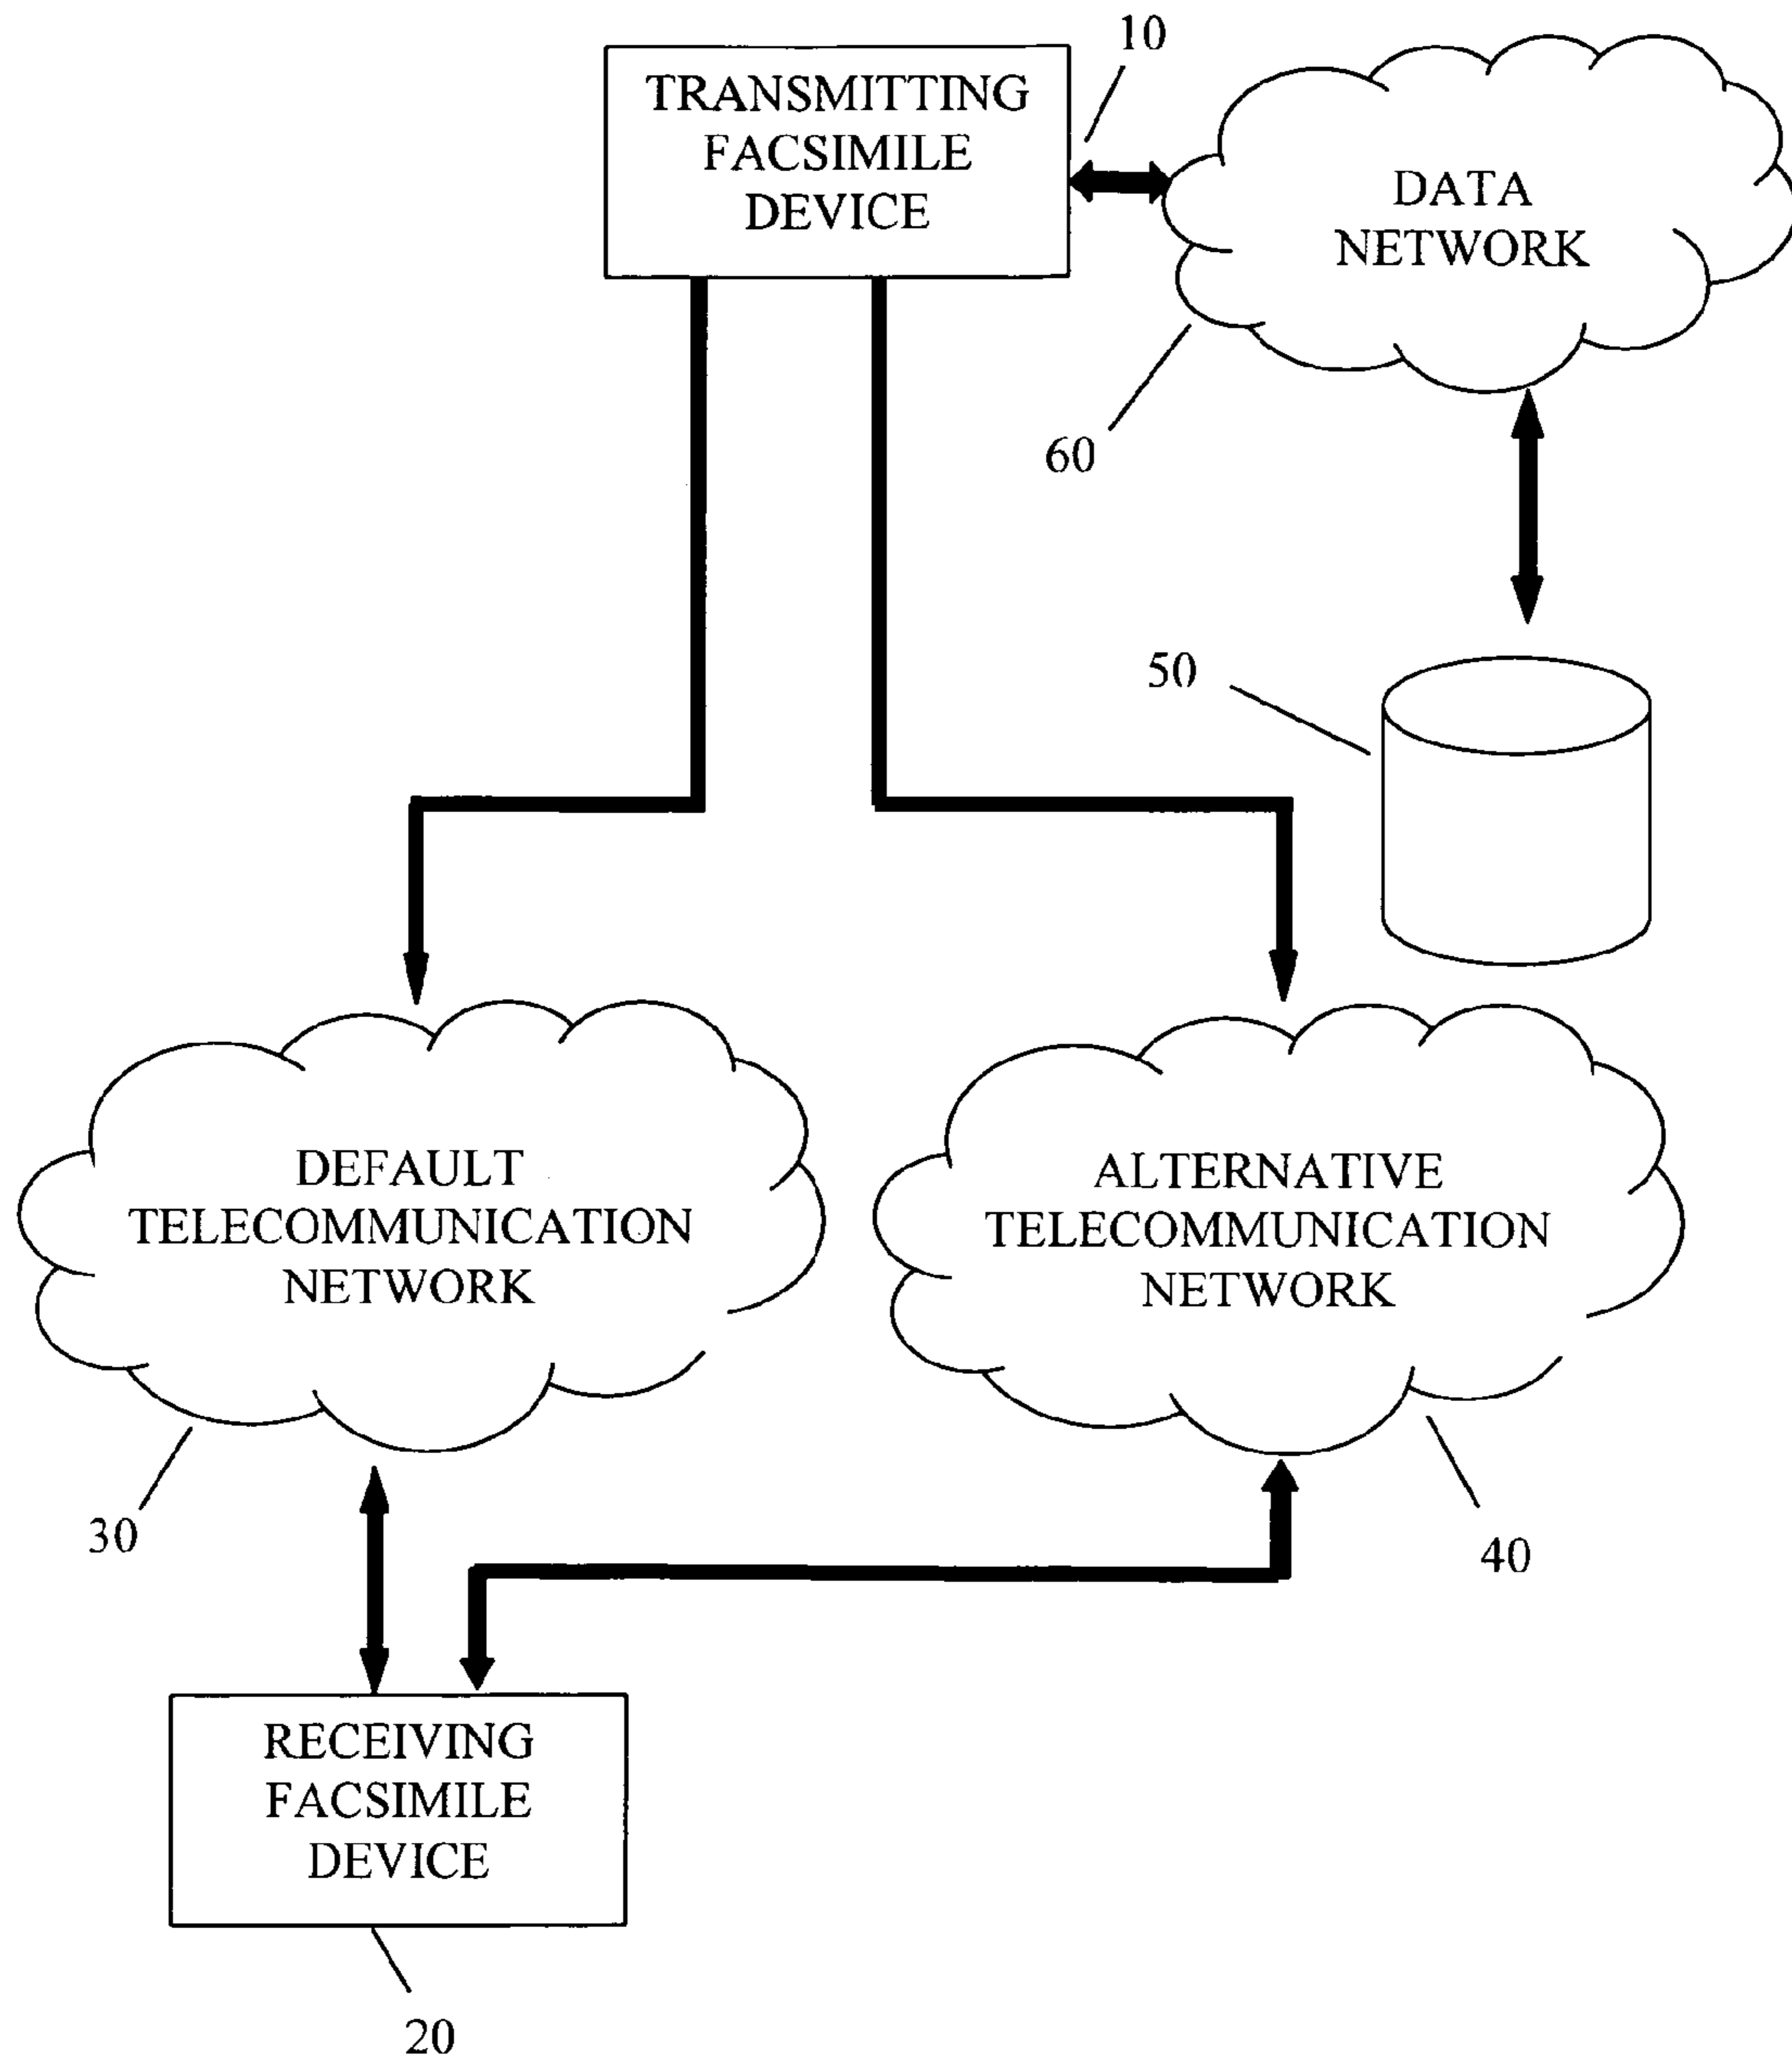 10
TRANSMITTING
FACSIMILE
DEVICE
DATA
NETWORK
60
50
DEFAULT
TELECOMMUNICATION
NETWORK
ALTERNATIVE
TELECOMMUNICATION
NETWORK
30
40
RECEIVING
FACSIMILE
DEVICE
20